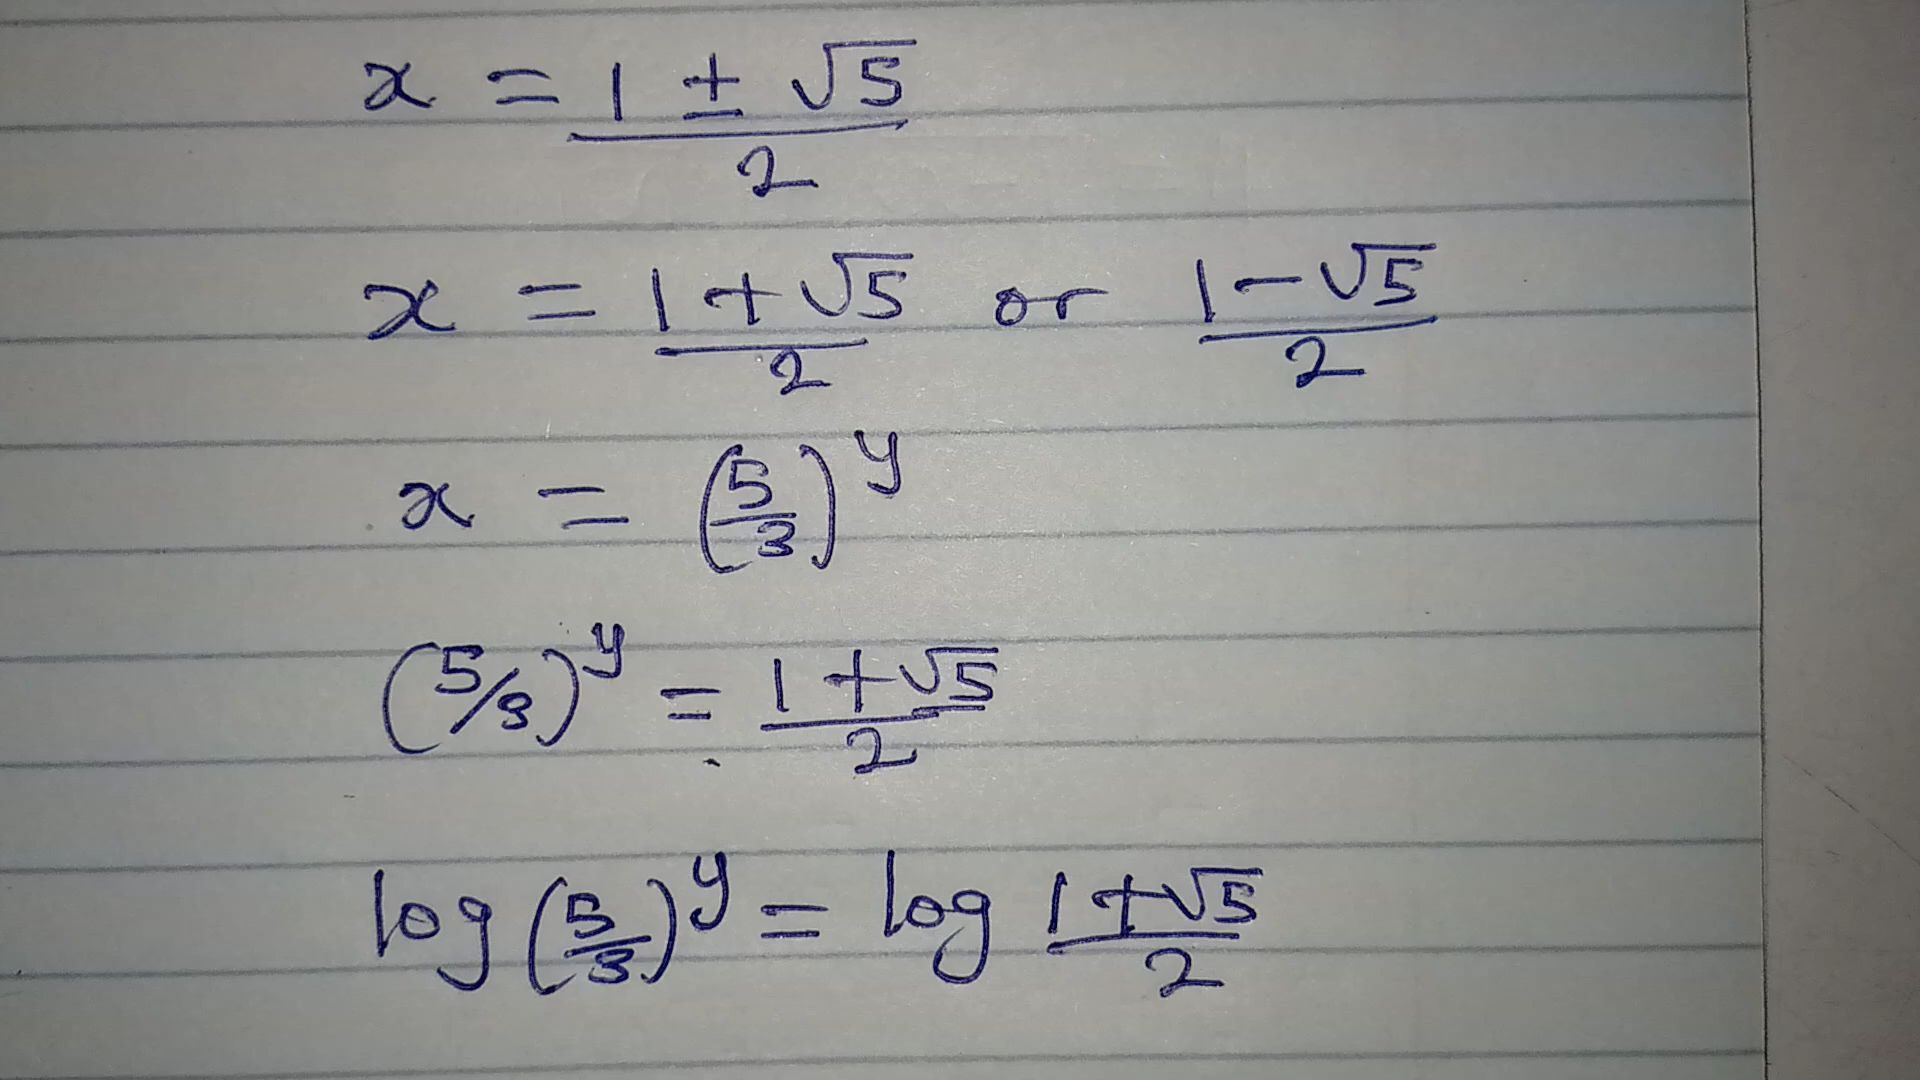 x = (1 ± √5)/2
x = (1 + √5)/2 or (1 - √5)/2
x = (5/3)^y
(5/3)^y = (1 + √5)/2
log (5/3)^y = log (1 + √5)/2